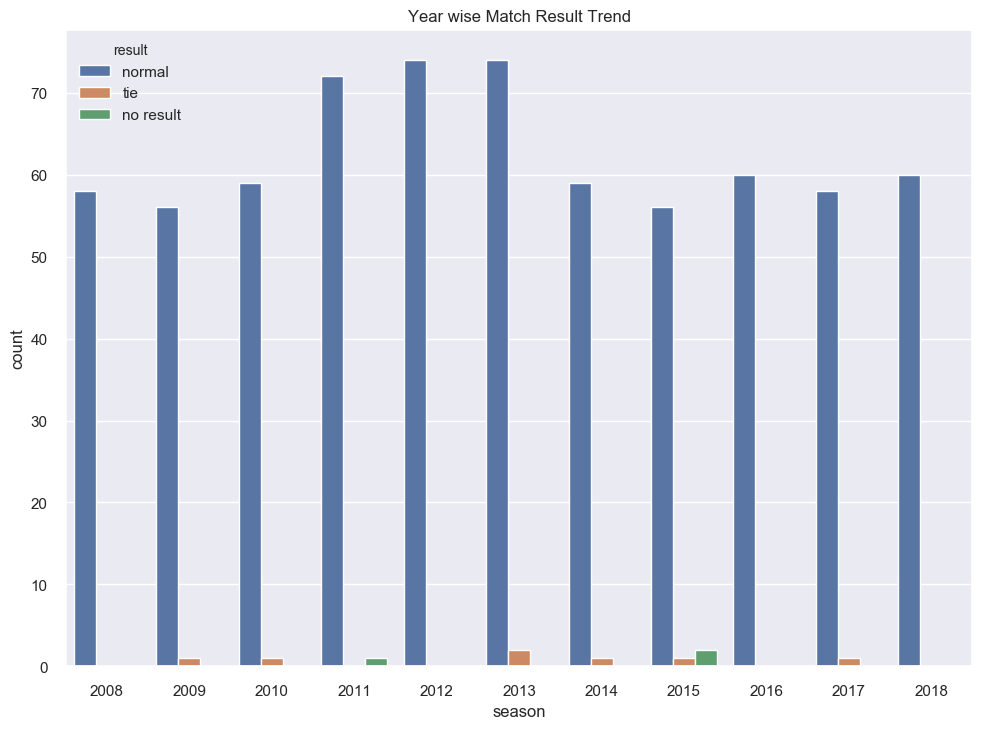 Year wise Match Result Trend
result
normal
tie
no result
count
70
60
50
40
30
20
10
0
2008 2009 2010 2011 2012 2013 2014 2015 2016 2017 2018
season